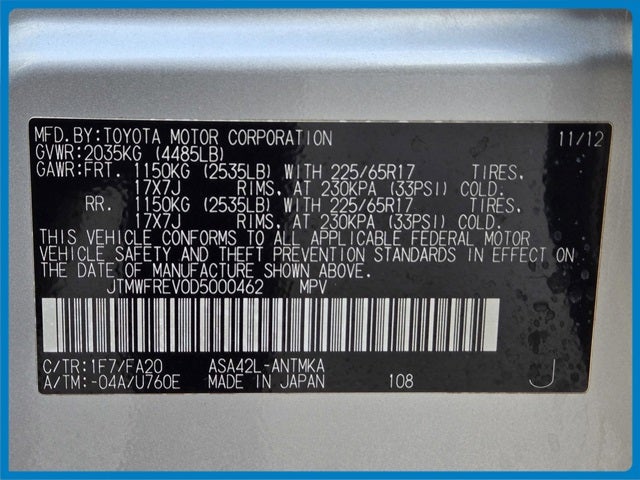 MFD.BY:TOYOTA MOTOR CORPORATION 11/12
GVWR:2035KG (4485LB)
GAWR:FRT. 1150KG (2535LB) WITH 225/65R17 TIRES,
17X7J RIMS, AT 230KPA (33PSI) COLD.
RR. 1150KG (2535LB) WITH 225/65R17 TIRES,
17X7J RIMS, AT 230KPA (33PSI) COLD.
THIS VEHICLE CONFORMS TO ALL APPLICABLE FEDERAL MOTOR
VEHICLE SAFETY AND THEFT PREVENTION STANDARDS IN EFFECT ON
THE DATE OF MANUFACTURE SHOWN ABOVE.
JTMWFREV0D5000462 MPV
C/TR:1F7/FA20 ASA42L-ANTMKA
A/TM:-04A/U760E MADE IN JAPAN 108 J